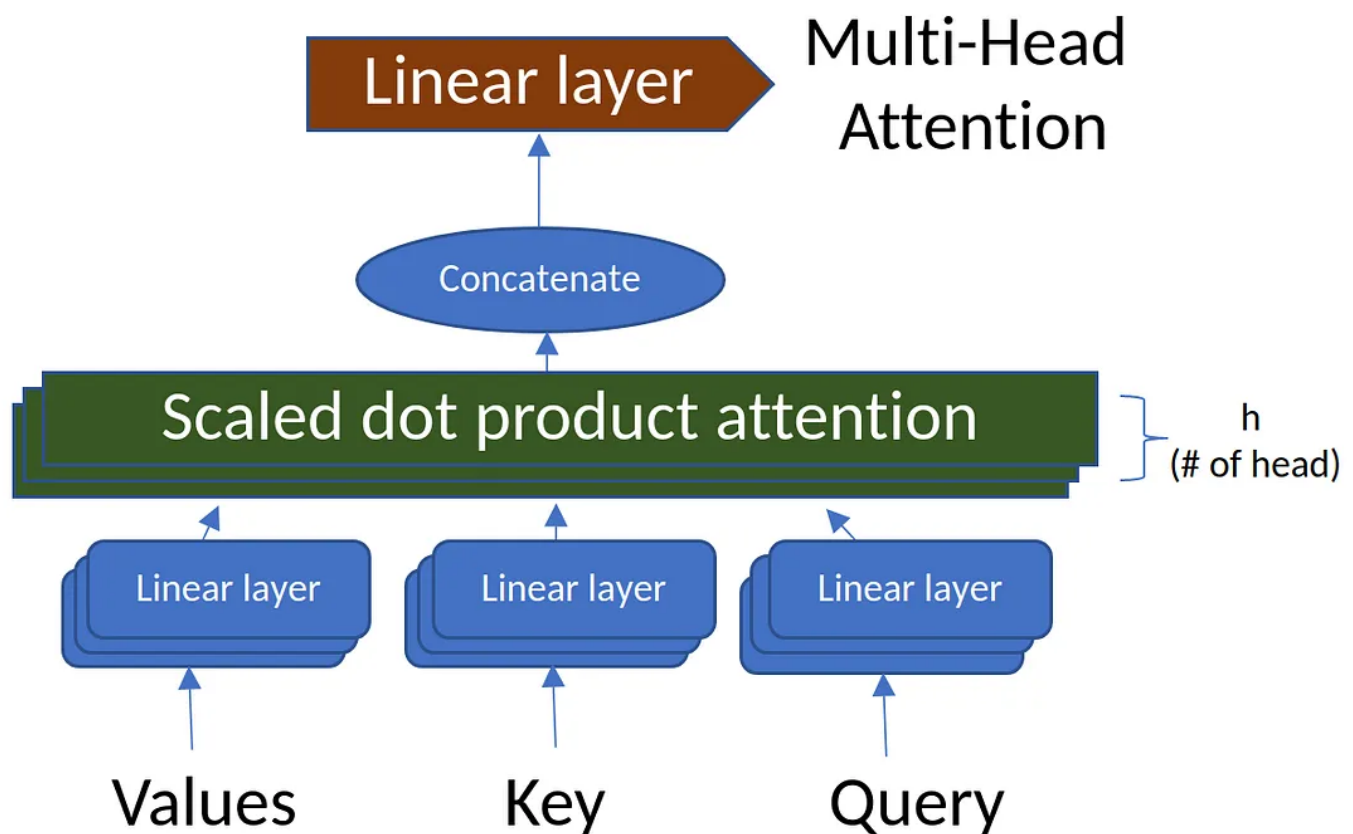 Linear layer
Multi-Head
Attention
Concatenate
Scaled dot product attention
h
(# of head)
Linear layer
Linear layer
Linear layer
Values
Key
Query